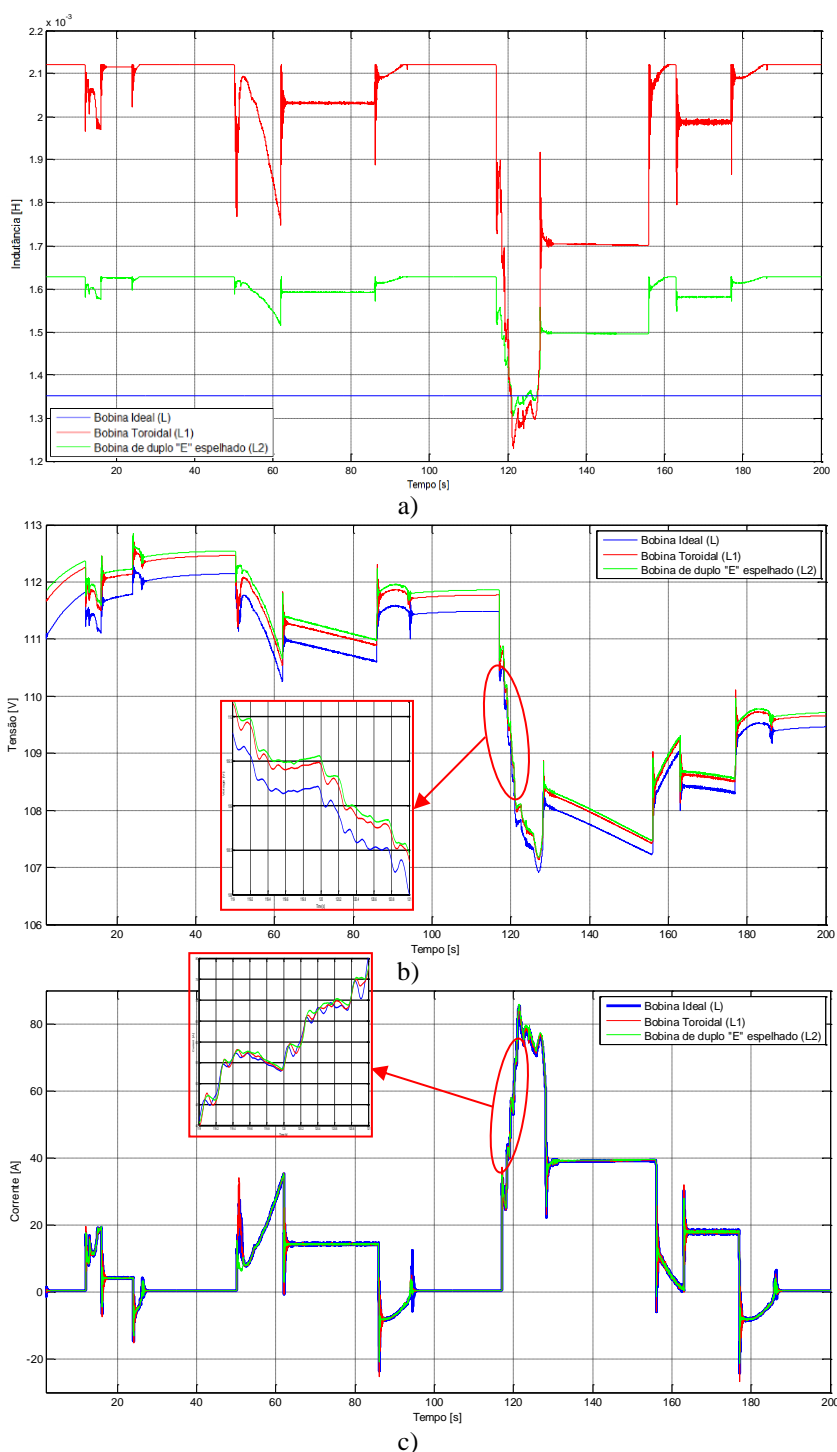 x 10⁻³
2.2
2.1
2
1.9
1.8
1.7
1.6
1.5
1.4
1.3
1.2
Indutância [H]
Bobina Ideal (L)
Bobina Toroidal (L1)
Bobina de duplo "E" espelhado (L2)
20 40 60 80 100 120 140 160 180 200
Tempo [s]
a)
113
112
111
110
109
108
107
106
Tensão [V]
Bobina Ideal (L)
Bobina Toroidal (L1)
Bobina de duplo "E" espelhado (L2)
20 40 60 80 100 120 140 160 180 200
Tempo [s]
b)
80
60
40
20
0
-20
Corrente [A]
Bobina Ideal (L)
Bobina Toroidal (L1)
Bobina de duplo "E" espelhado (L2)
20 40 60 80 100 120 140 160 180 200
Tempo [s]
c)